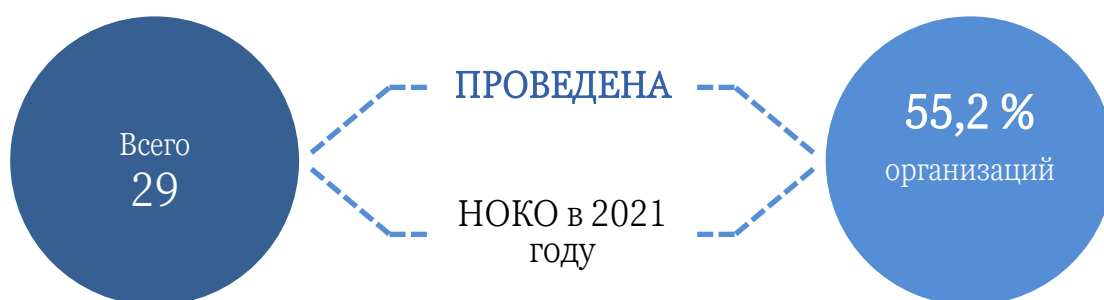 Всего
29
ПРОВЕДЕНА
НОКО в 2021
году
55,2 %
организаций